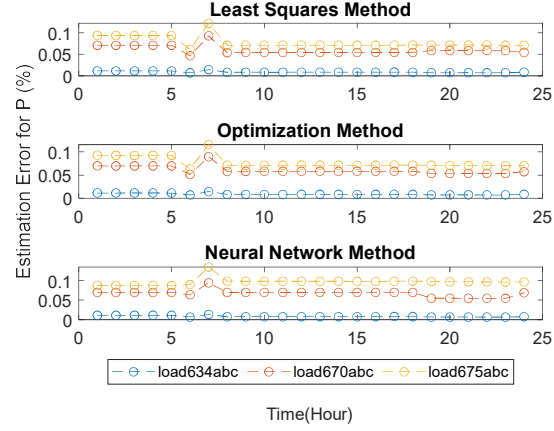 Least Squares Method
0.1
0.05
0
0 5 10 15 20 25
Optimization Method
0.1
0.05
0
0 5 10 15 20 25
Neural Network Method
0.1
0.05
0
0 5 10 15 20 25
Estimation Error for P (%)
load634abc load670abc load675abc
Time(Hour)